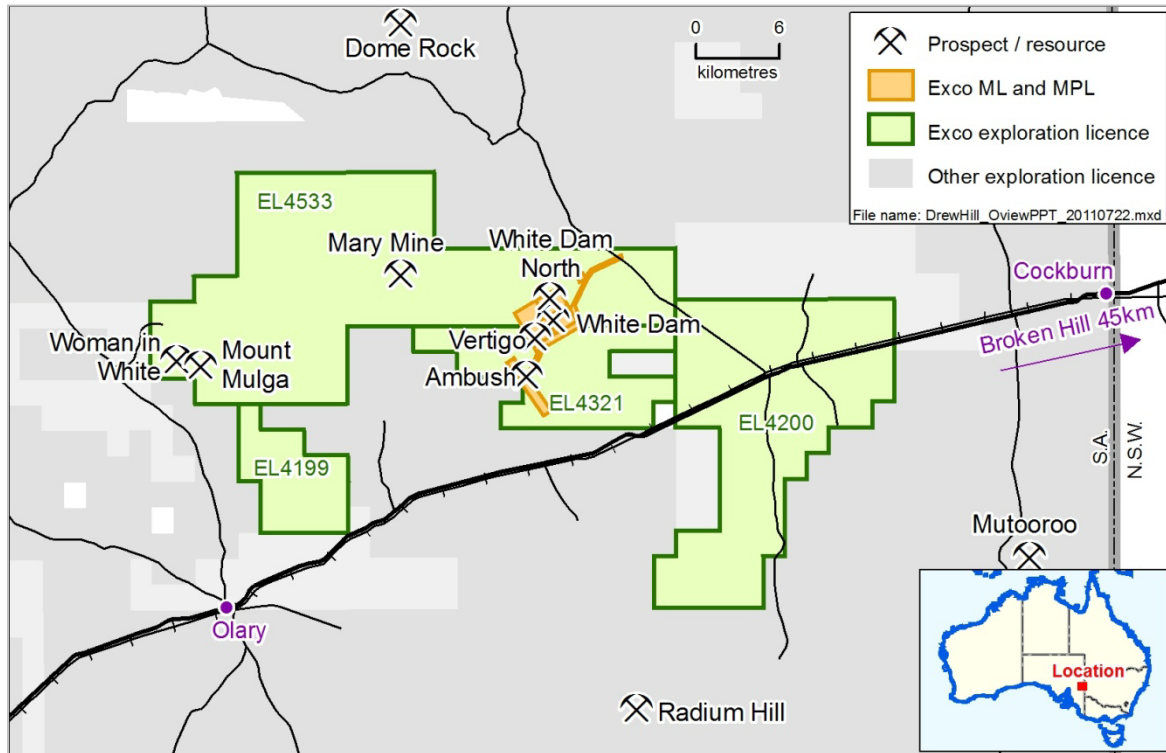 Dome Rock
0 6
kilometres
Prospect / resource
Exco ML and MPL
Exco exploration licence
Other exploration licence
File name: DrewHill_OviewPPT_20110722.mxd
EL4533
Mary Mine
White Dam
North
White Dam
Vertigo
Ambush
EL4321
Woman in
White
Mount
Mulga
EL4199
EL4200
Cockburn
Broken Hill 45km
S.A.
N.S.W.
Mutooroo
Olary
Radium Hill
Location